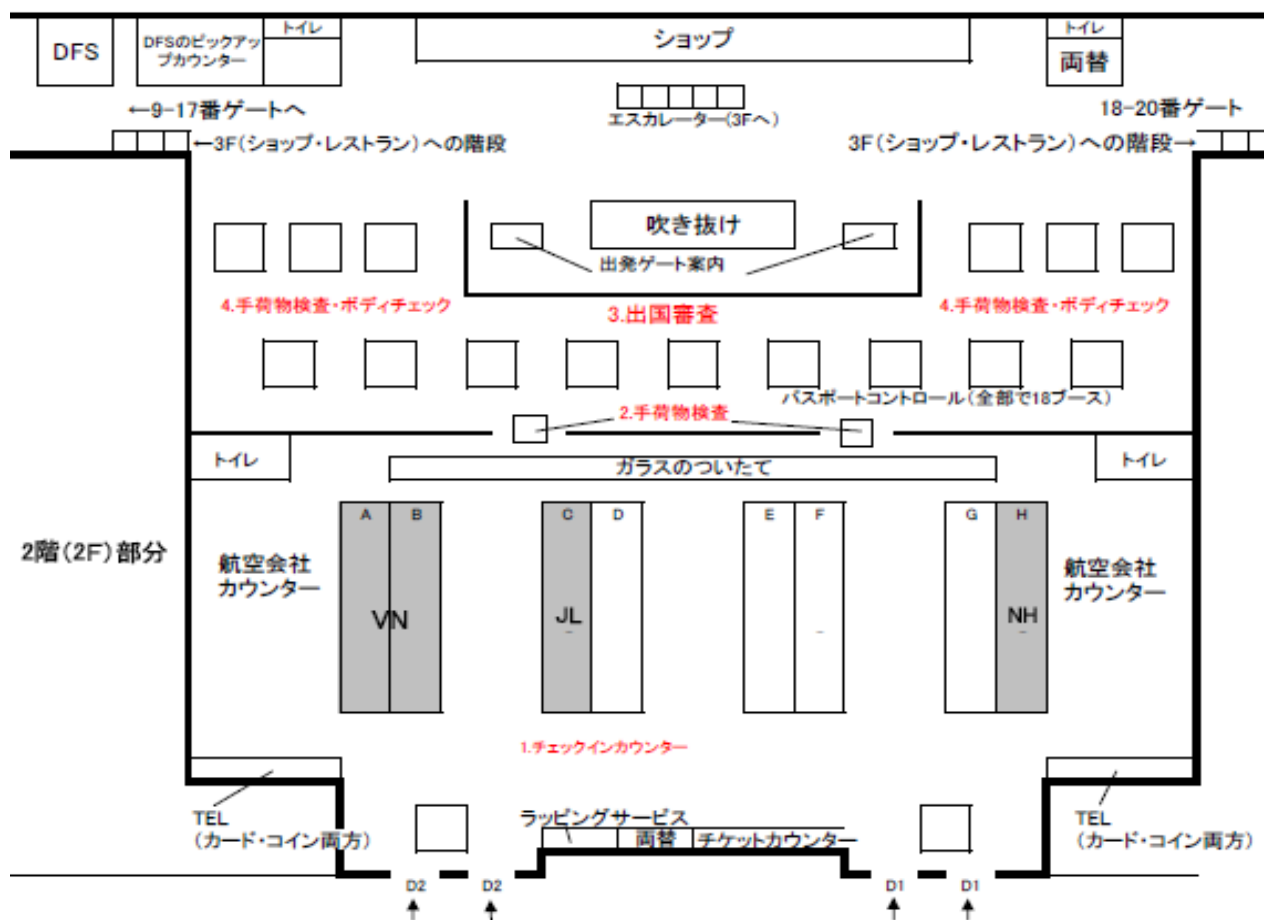 DFS
DFSのピックアッ
プカウンター
トイレ
ショップ
トイレ
両替
←9-17番ゲートへ
エスカレーター(3Fへ)
18-20番ゲート
←3F(ショップ・レストラン)への階段
3F(ショップ・レストラン)への階段→
吹き抜け
出発ゲート案内
4.手荷物検査・ボディチェック
3.出国審査
4.手荷物検査・ボディチェック
パスポートコントロール(全部で18ブース)
2.手荷物検査
トイレ
ガラスのついたて
トイレ
A B C D E F G H
2階(2F)部分
航空会社
カウンター
VN
JL
NH
航空会社
カウンター
1.チェックインカウンター
TEL
(カード・コイン両方)
ラッピングサービス
両替
チケットカウンター
TEL
(カード・コイン両方)
D2 D2 D1 D1